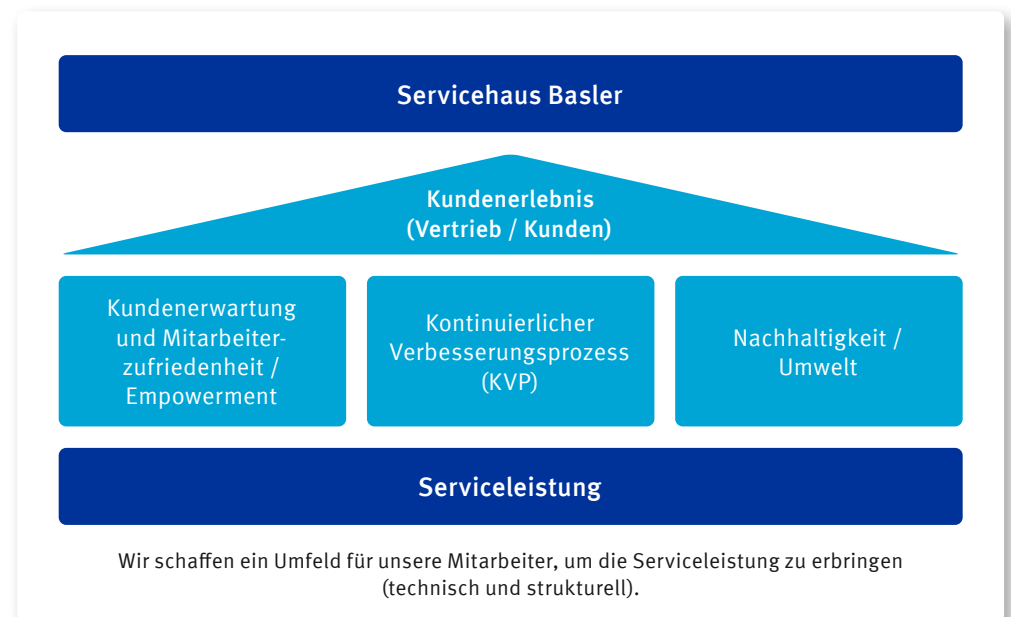 Servicehaus Basler
Kundenerlebnis
(Vertrieb / Kunden)
Kundenerwartung
und Mitarbeiter-
zufriedenheit /
Empowerment
Kontinuierlicher
Verbesserungsprozess
(KVP)
Nachhaltigkeit /
Umwelt
Serviceleistung
Wir schaffen ein Umfeld für unsere Mitarbeiter, um die Serviceleistung zu erbringen
(technisch und strukturell).